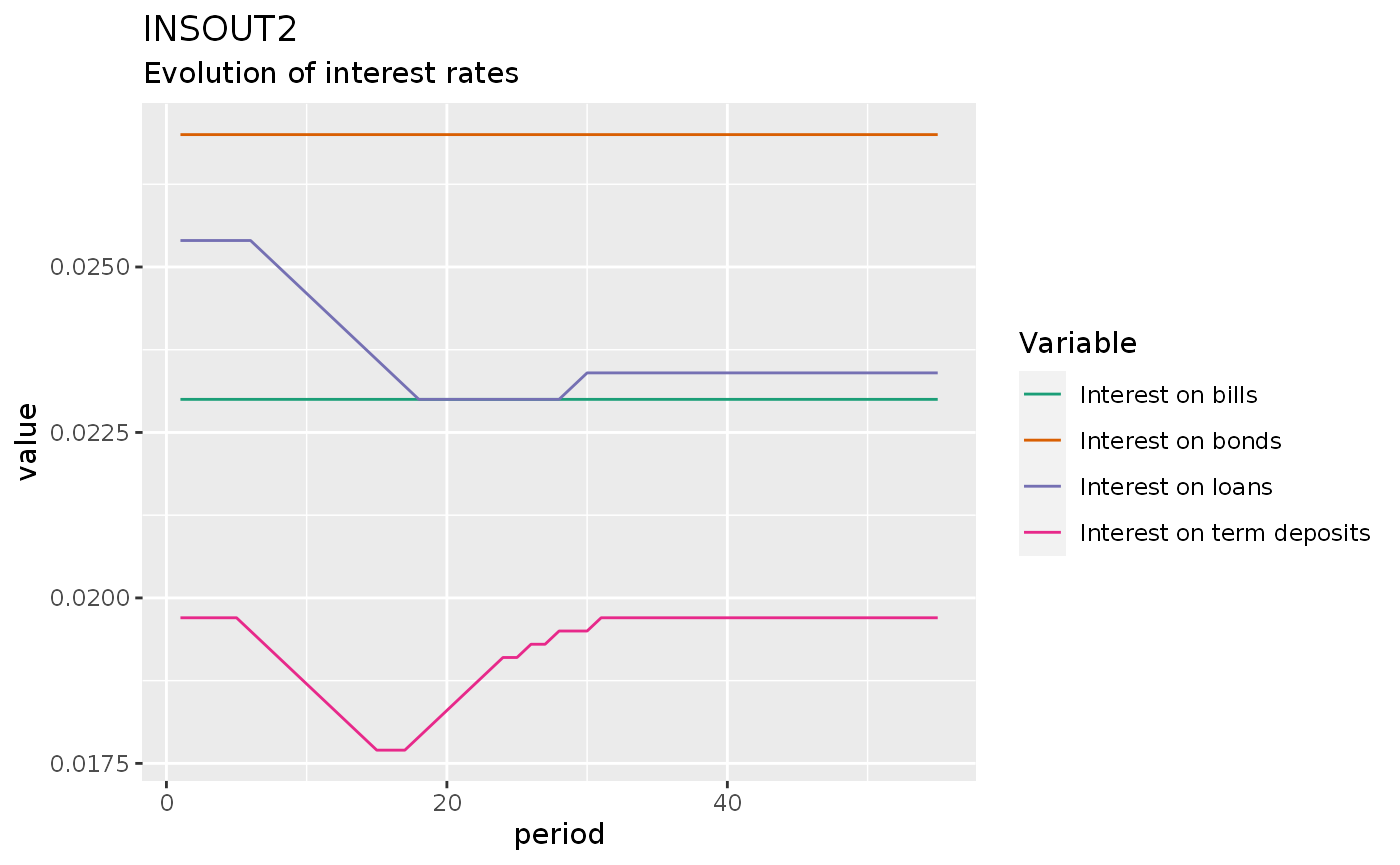 INSOUT2
Evolution of interest rates
value
0.0250
0.0225
0.0200
0.0175
0 20 40
period
Variable
Interest on bills
Interest on bonds
Interest on loans
Interest on term deposits